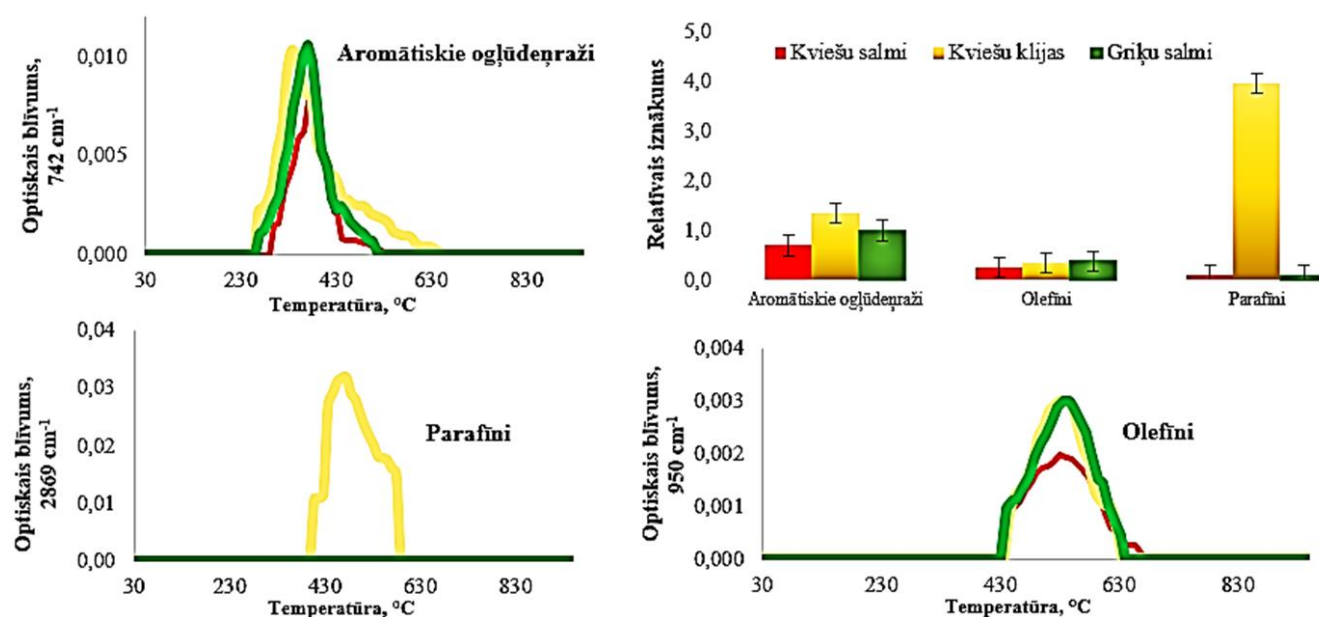 Aromātiskie ogļūdeņraži
Optiskais blīvums,
742 cm⁻¹
0,010
0,005
0,000
30 230 430 630 830
Temperatūra, °C
Relatīvais iznākums
5,0
4,0
3,0
2,0
1,0
0,0
Kviešu salmi Kviešu klijas Griķu salmi
Aromātiskie ogļūdeņraži Olefīni Parafīni
Optiskais blīvums,
2869 cm⁻¹
0,04
0,03
0,02
0,01
0,00
Parafīni
30 230 430 630 830
Temperatūra, °C
Optiskais blīvums,
950 cm⁻¹
0,004
0,003
0,002
0,001
0,000
Olefīni
30 230 430 630 830
Temperatūra, °C